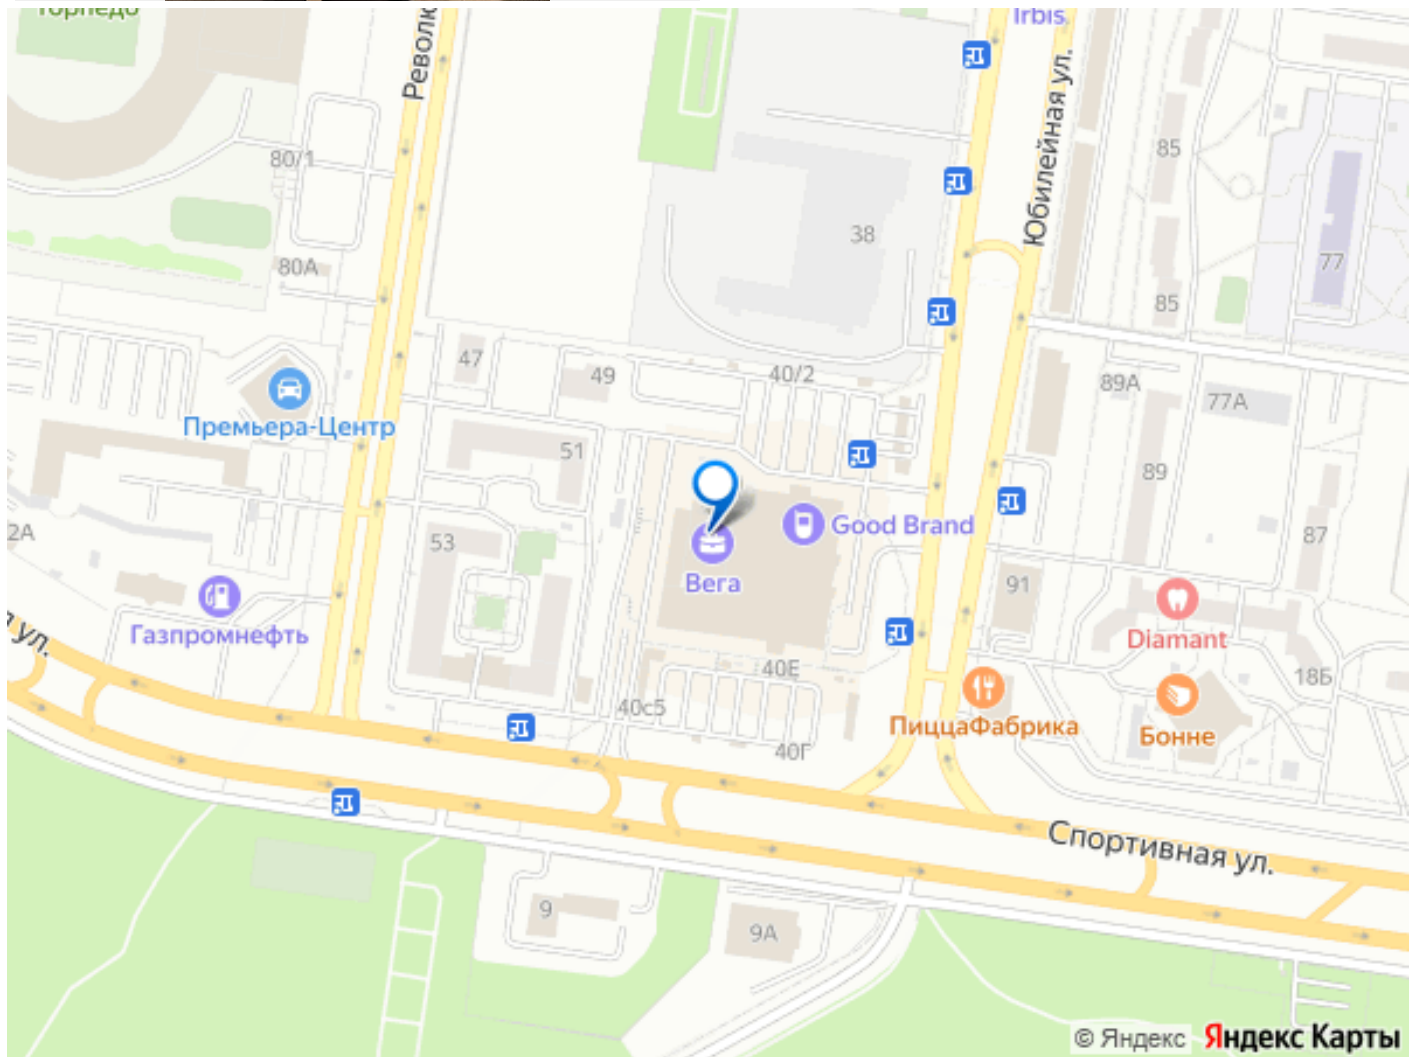 Торпедо
Irbis
Револю
Юбилейная ул.
80/1
85
38
77
80А
85
47
49
40/2
89А
77А
Премьера-Центр
51
89
2А
53
Good Brand
87
Вега
91
Газпромнефть
Diamant
я ул.
40Е
18Б
40с5
ПиццаФабрика
Бонне
40Г
Спортивная ул.
9
9А
© Яндекс Яндекс Карты